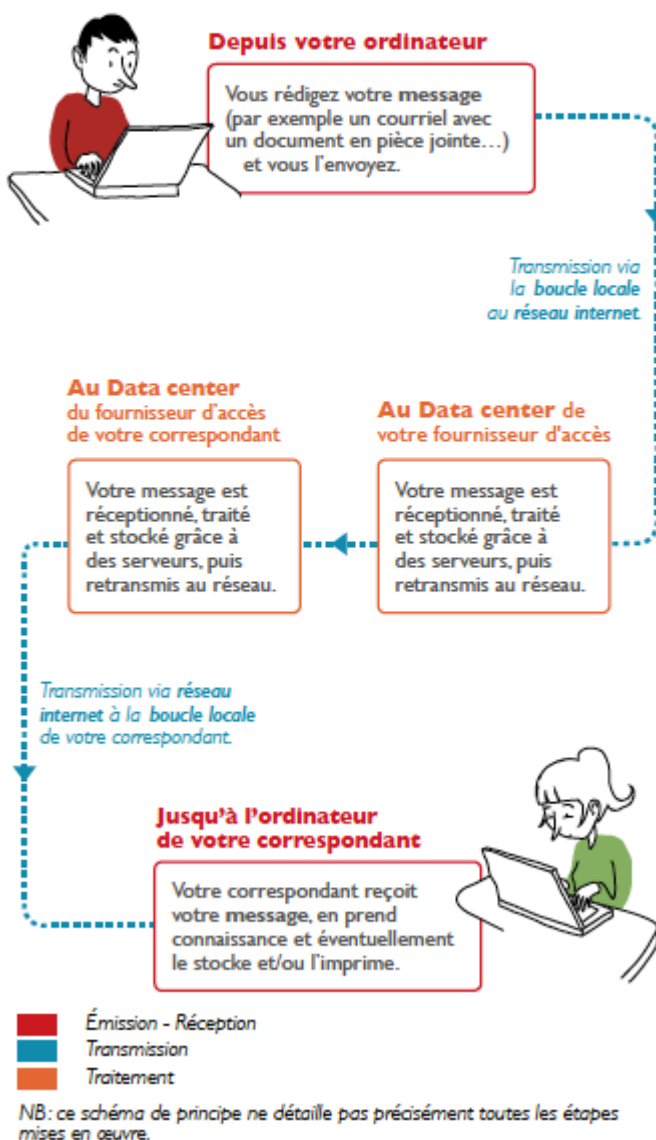 Depuis votre ordinateur
Vous rédigez votre message
(par exemple un courriel avec
un document en pièce jointe...)
et vous l'envoyez.
Transmission via
la boucle locale
au réseau internet.
Au Data center de
votre fournisseur d'accès
Votre message est
réceptionné, traité
et stocké grâce à
des serveurs, puis
retransmis au réseau.
Au Data center
du fournisseur d'accès
de votre correspondant
Votre message est
réceptionné, traité
et stocké grâce à
des serveurs, puis
retransmis au réseau.
Transmission via réseau
internet à la boucle locale
de votre correspondant.
Jusqu'à l'ordinateur
de votre correspondant
Votre correspondant reçoit
votre message, en prend
connaissance et éventuellement
le stocke et/ou l'imprime.
Émission - Réception
Transmission
Traitement
NB: ce schéma de principe ne détaille pas précisément toutes les étapes
mises en œuvre.